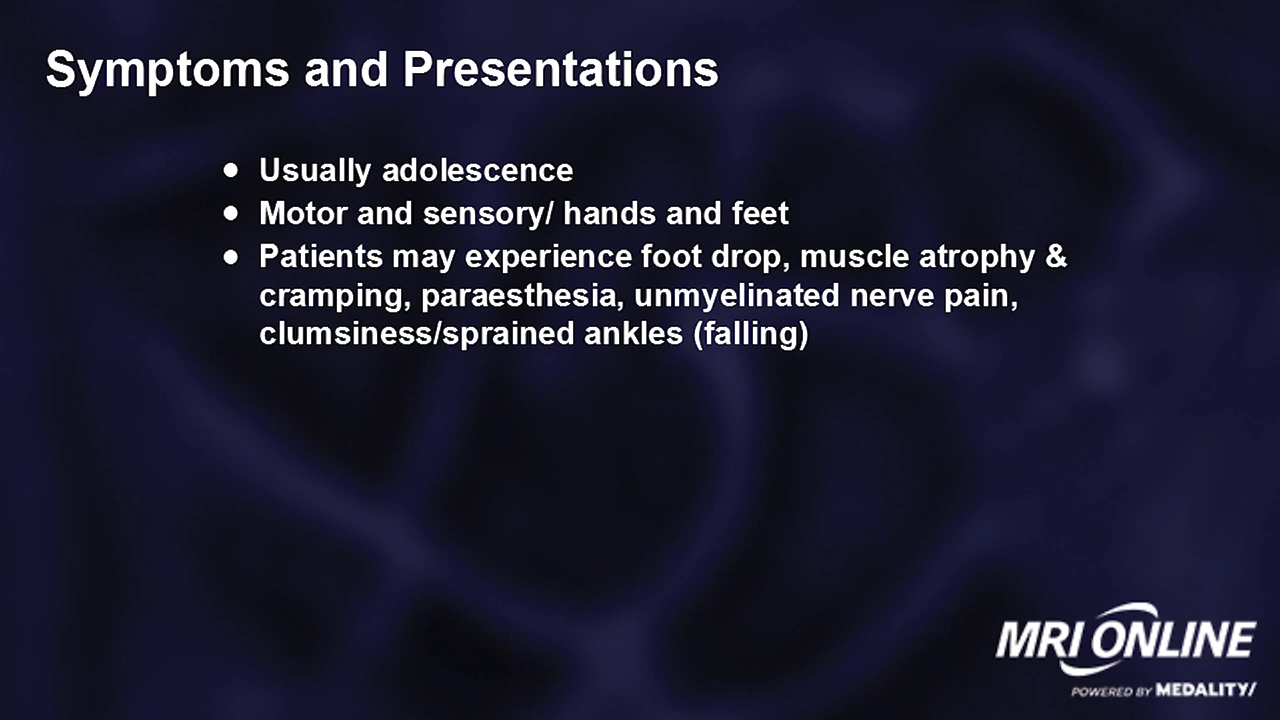 Symptoms and Presentations
● Usually adolescence
● Motor and sensory/ hands and feet
● Patients may experience foot drop, muscle atrophy &
cramping, paraesthesia, unmyelinated nerve pain,
clumsiness/sprained ankles (falling)
MRI ONLINE
POWERED BY MEDALITY/